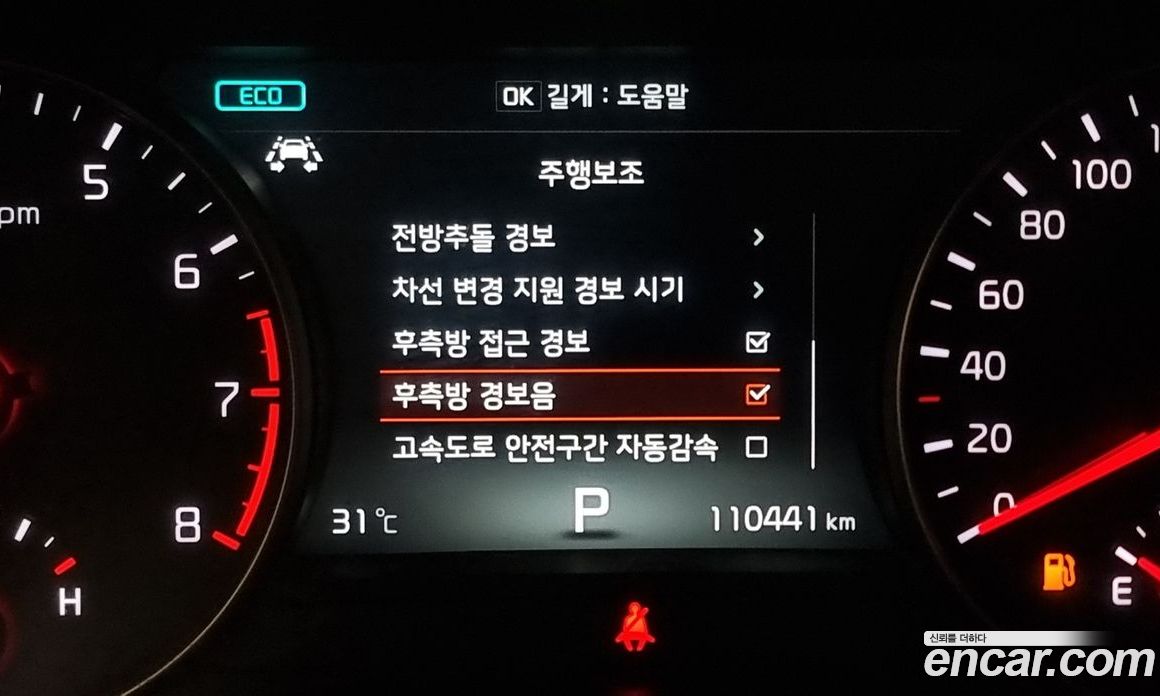 ECO
OK 길게 : 도움말
주행보조
전방추돌 경보
차선 변경 지원 경보 시기
후측방 접근 경보
후측방 경보음
고속도로 안전구간 자동감속
31℃
P
110441 km
5
pm
6
7
8
H
100
80
60
40
20
0
E
신뢰를 더하다
encar.com